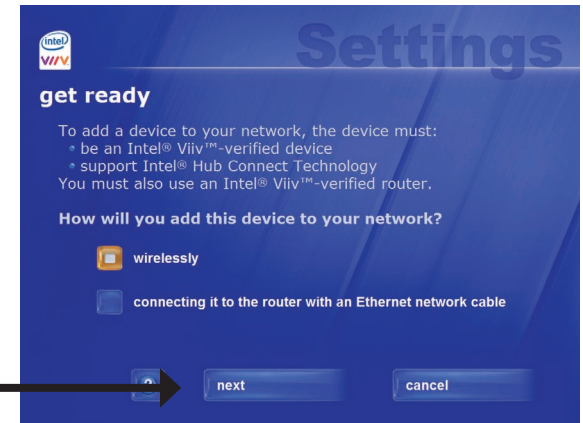 intel
VIIV
Settings
get ready
To add a device to your network, the device must:
• be an Intel® Viiv™-verified device
• support Intel® Hub Connect Technology
You must also use an Intel® Viiv™-verified router.
How will you add this device to your network?
wirelessly
connecting it to the router with an Ethernet network cable
next
cancel